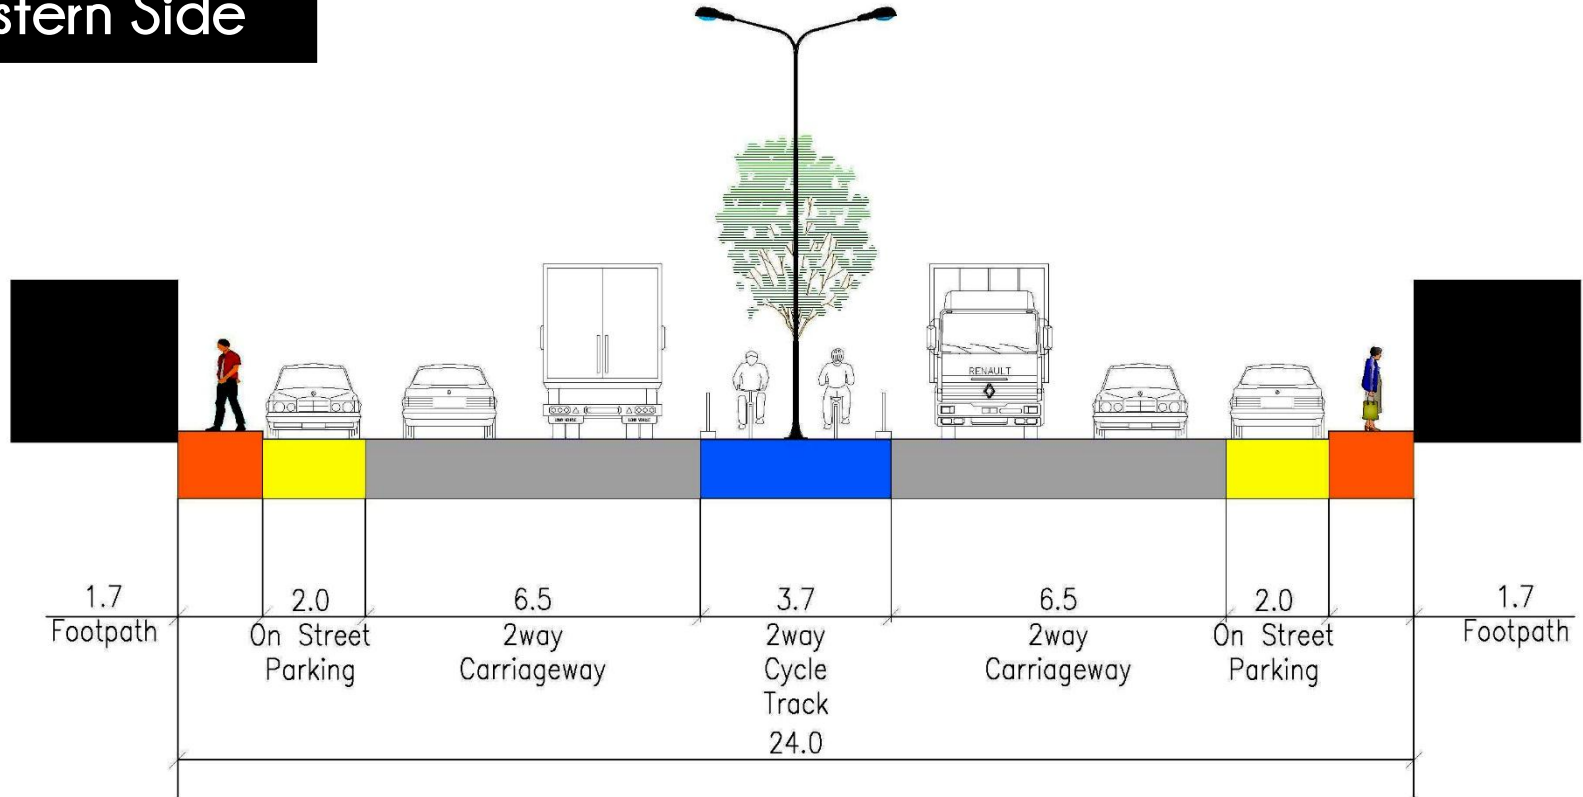 stern Side
RENAULT
1.7
2.0
6.5
3.7
6.5
2.0
1.7
Footpath
On Street
Parking
2way
Carriageway
2way
Cycle
Track
2way
Carriageway
On Street
Parking
Footpath
24.0